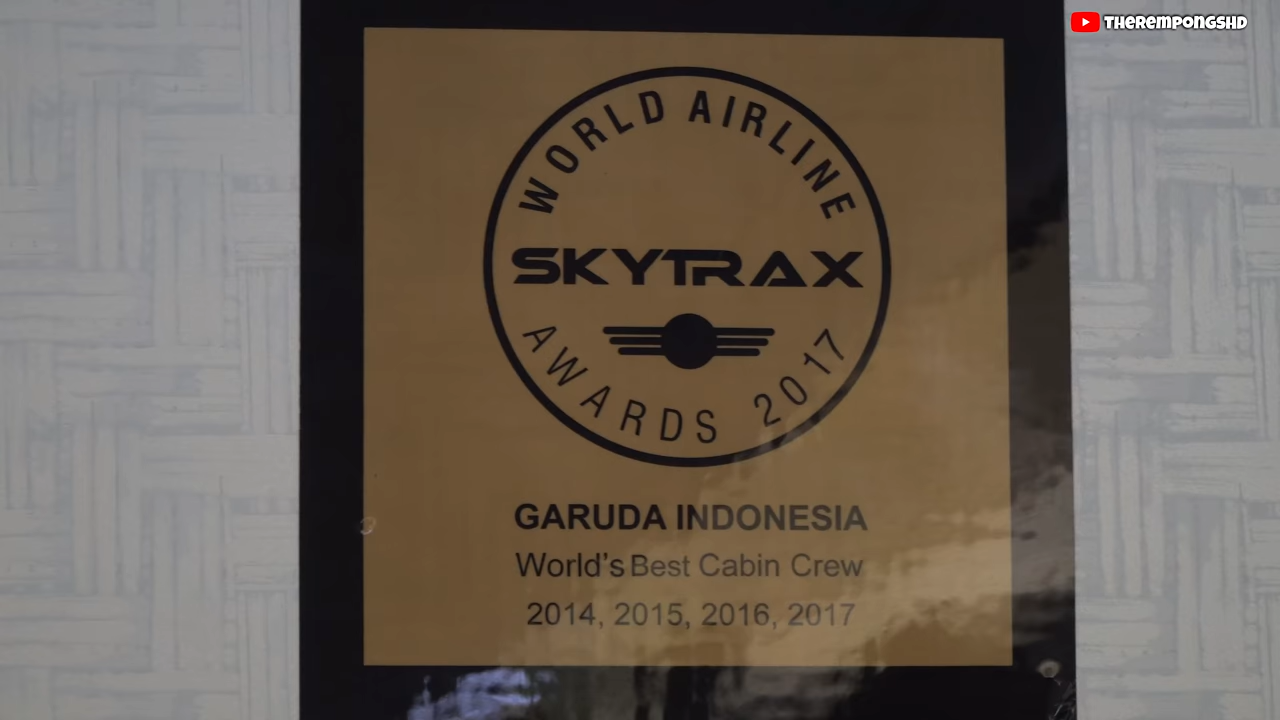 THEREMPONGSHD
WORLD AIRLINE
SKYTRAX
AWARDS 2017
GARUDA INDONESIA
World's Best Cabin Crew
2014, 2015, 2016, 2017